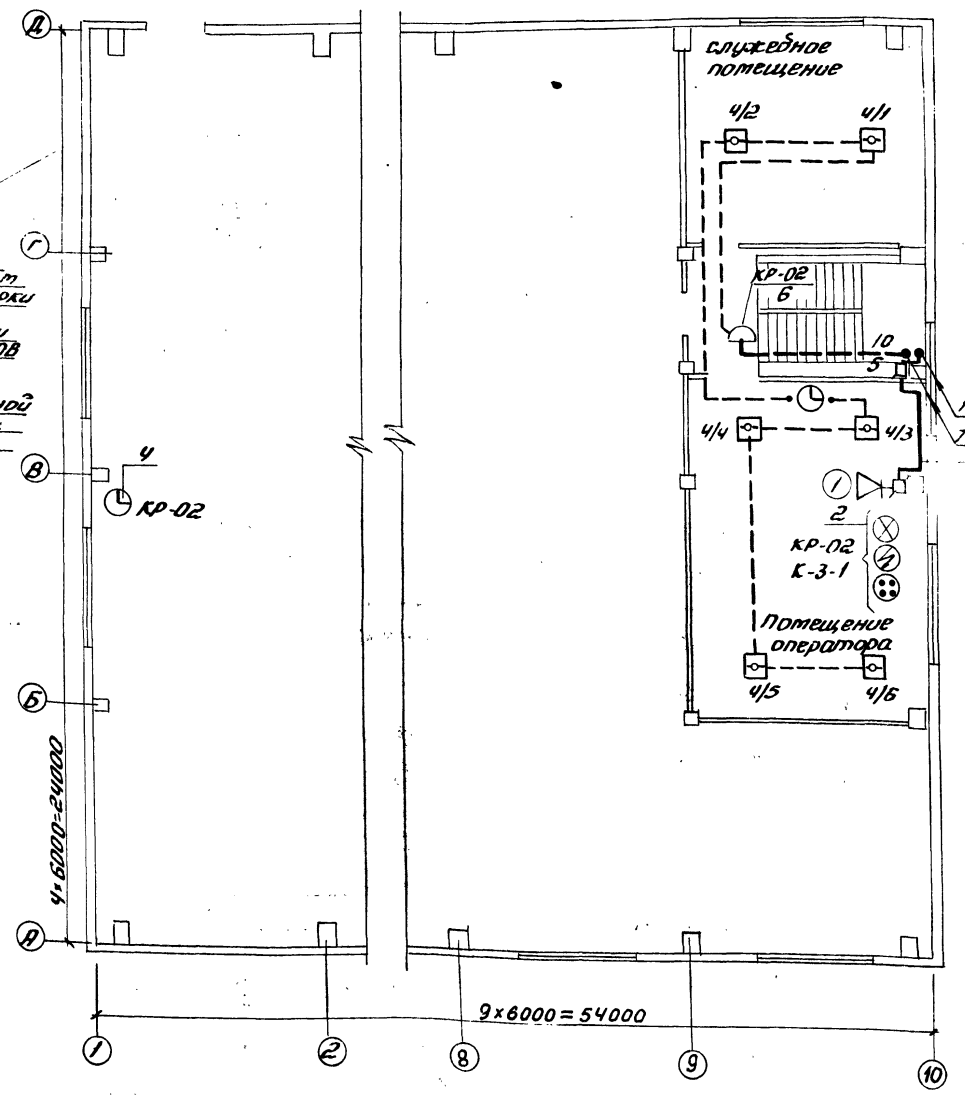 Д
служебное
помещение
4/2
4/1
Г
КР-02
6
10
5
4/4
4/3
В
4
КР-02
1
2
КР-02
К-3-1
Помещение
оператора
4/5
4/6
Б
4×6000=24000
А
9×6000=54000
1
2
8
9
10